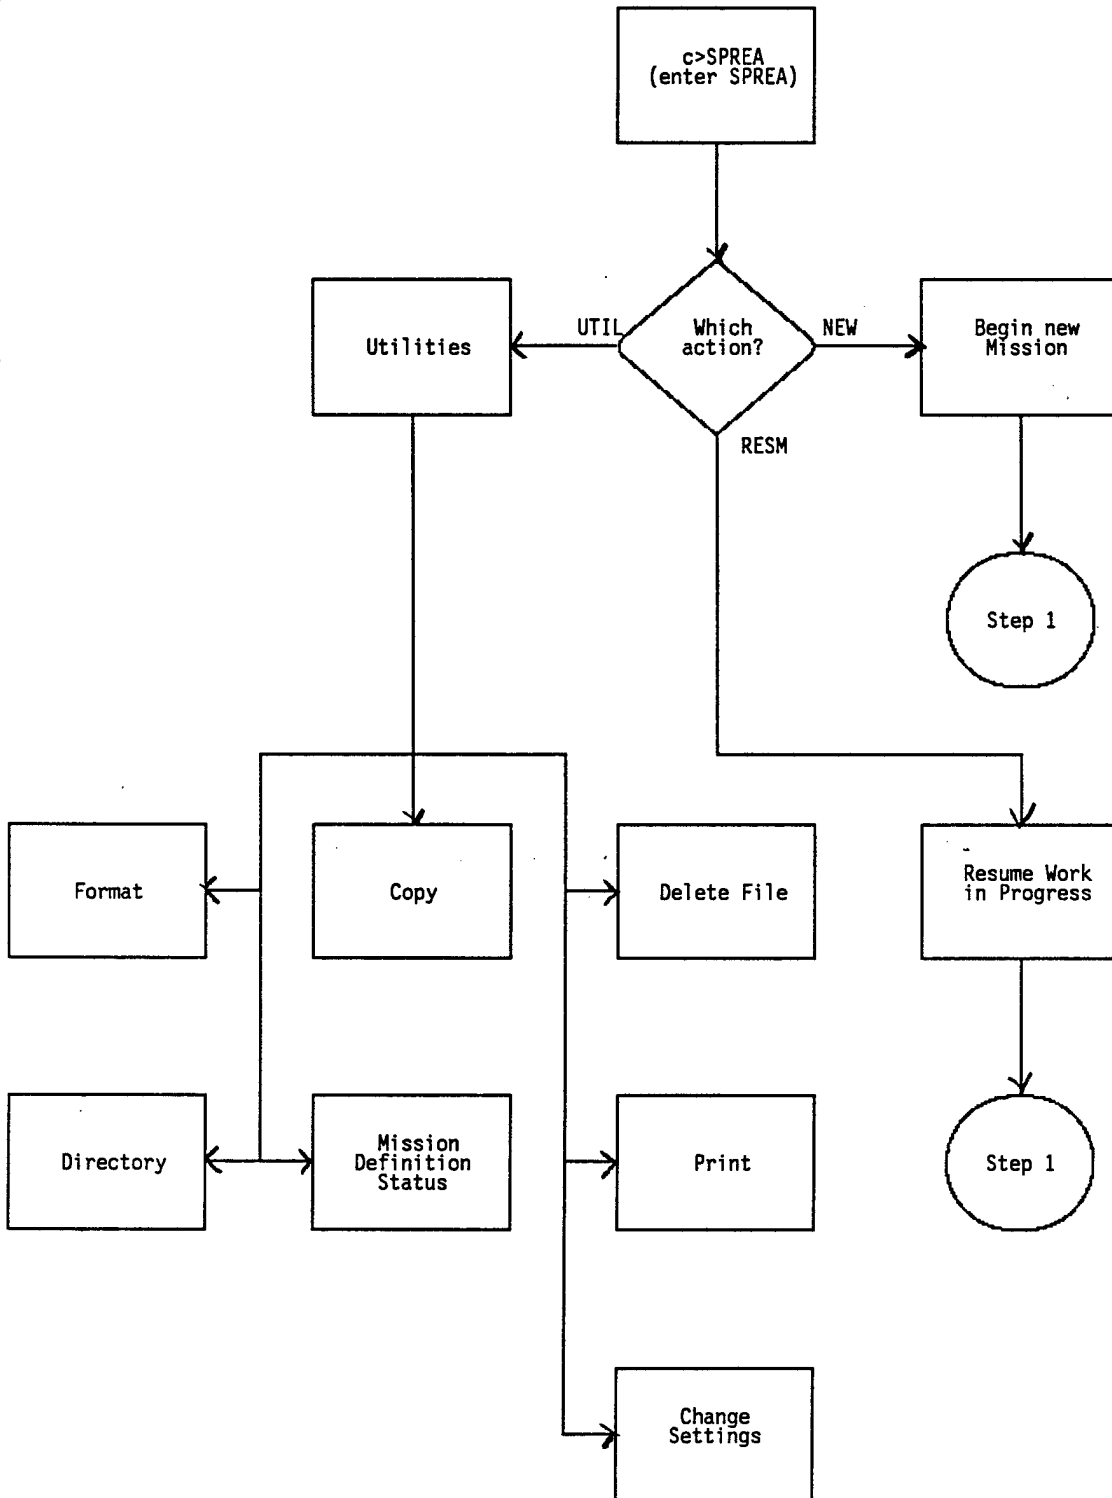 c>SPREA
(enter SPREA)
UTIL
Which
action?
NEW
Utilities
Begin new
Mission
RESM
Step 1
Format
Copy
Delete File
Resume Work
in Progress
Directory
Mission
Definition
Status
Print
Step 1
Change
Settings